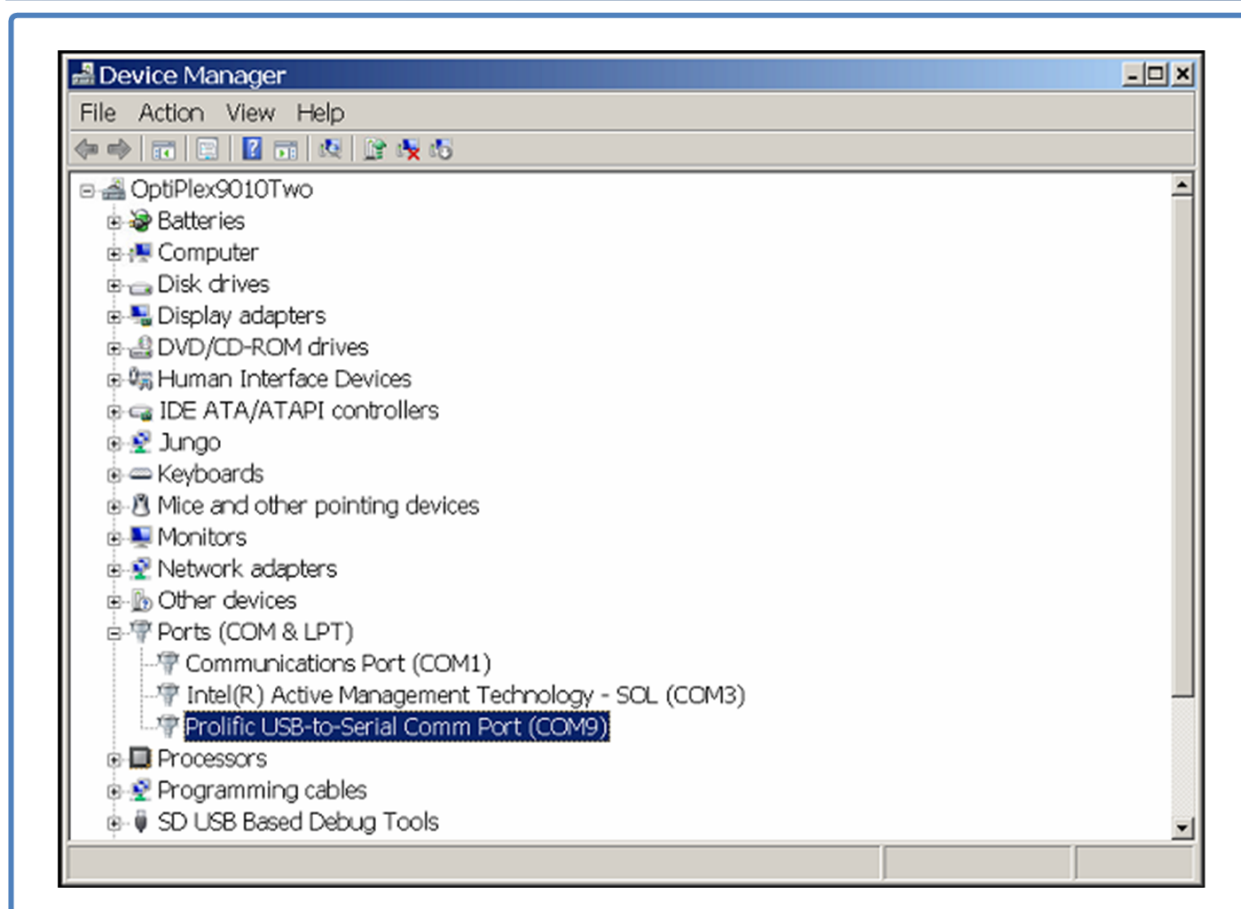 Device Manager
File Action View Help
OptiPlex9010Two
Batteries
Computer
Disk drives
Display adapters
DVD/CD-ROM drives
Human Interface Devices
IDE ATA/ATAPI controllers
Jungo
Keyboards
Mice and other pointing devices
Monitors
Network adapters
Other devices
Ports (COM & LPT)
Communications Port (COM1)
Intel(R) Active Management Technology - SOL (COM3)
Prolific USB-to-Serial Comm Port (COM9)
Processors
Programming cables
SD USB Based Debug Tools